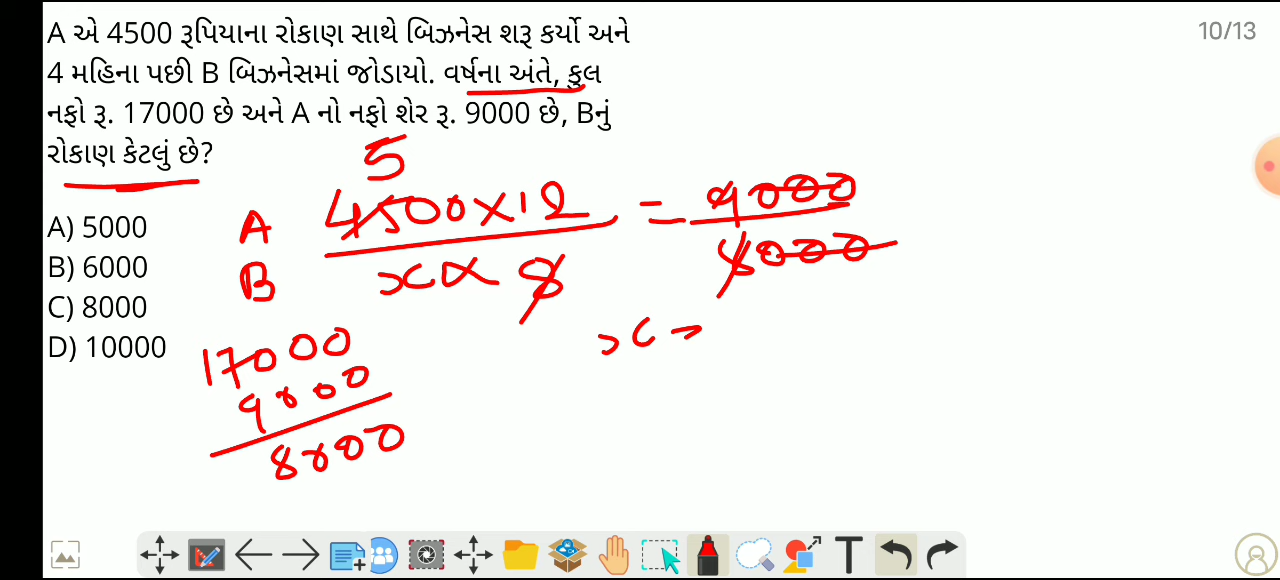 A એ 4500 રૂપિયાના રોકાણ સાથે બિઝનેસ શરૂ કર્યો અને
10/13
4 મહિના પછી B બિઝનેસમાં જોડાયો. વર્ષના અંતે, કુલ
નફો રૂ. 17000 છે અને A નો નફો શેર રૂ. 9000 છે, Bનું
રોકાણ કેટલું છે?
5
A 4500×12 = 9000
B x× 8 8000
A) 5000
B) 6000
C) 8000
D) 10000
x =
17000
9000
8000
T